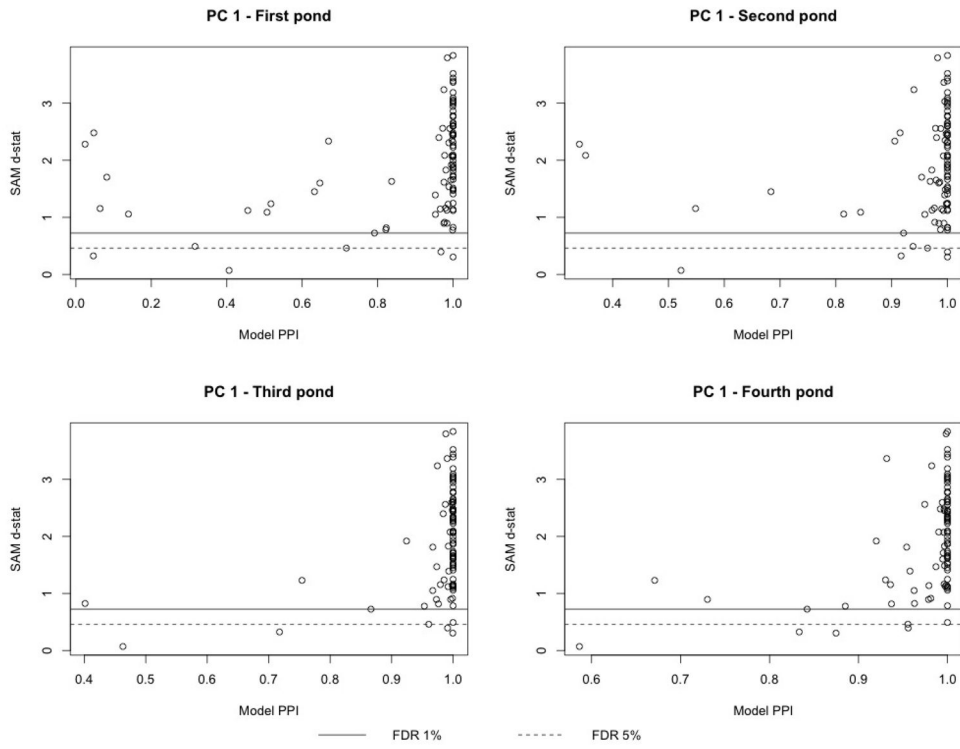 PC 1 - First pond
SAM d-stat
0 1 2 3
0.0 0.2 0.4 0.6 0.8 1.0
Model PPI
PC 1 - Second pond
SAM d-stat
0 1 2 3
0.4 0.5 0.6 0.7 0.8 0.9 1.0
Model PPI
PC 1 - Third pond
SAM d-stat
0 1 2 3
0.4 0.5 0.6 0.7 0.8 0.9 1.0
Model PPI
PC 1 - Fourth pond
SAM d-stat
0 1 2 3
0.6 0.7 0.8 0.9 1.0
Model PPI
FDR 1% FDR 5%